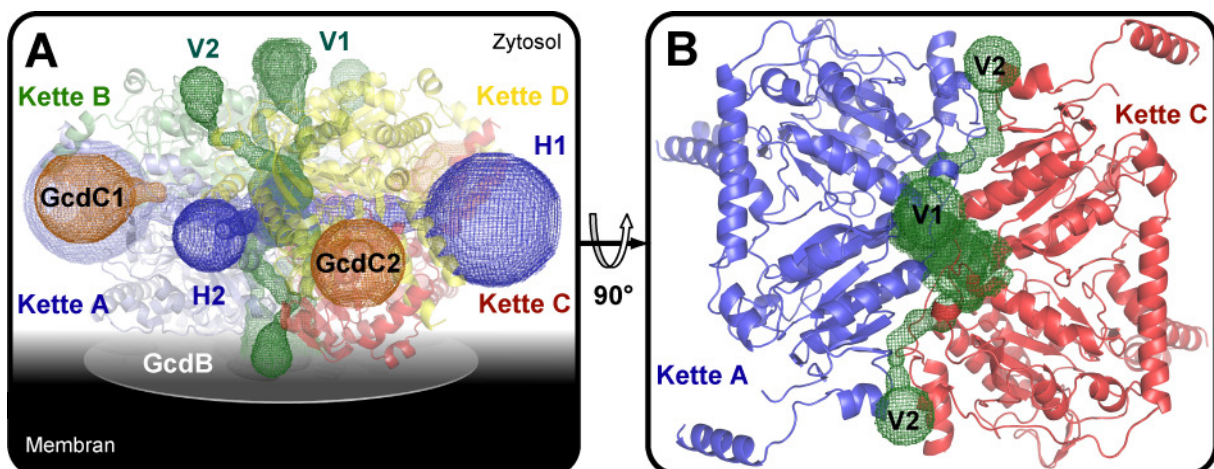 A
V2
V1
Zytosol
Kette B
Kette D
H1
GcdC1
GcdC2
H2
Kette A
Kette C
GcdB
Membran
90°
B
V2
Kette C
V1
Kette A
V2